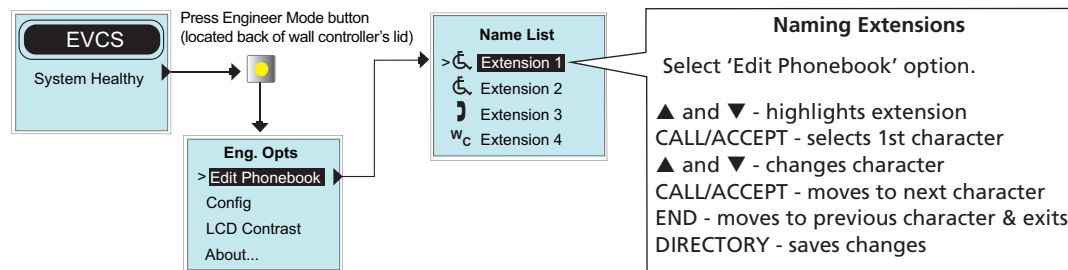 EVCS
System Healthy
Press Engineer Mode button
(located back of wall controller's lid)
Eng. Opts
> Edit Phonebook
Config
LCD Contrast
About...
Name List
> Extension 1
Extension 2
Extension 3
WC Extension 4
Naming Extensions
Select 'Edit Phonebook' option.
▲ and ▼ - highlights extension
CALL/ACCEPT - selects 1st character
▲ and ▼ - changes character
CALL/ACCEPT - moves to next character
END - moves to previous character & exits
DIRECTORY - saves changes